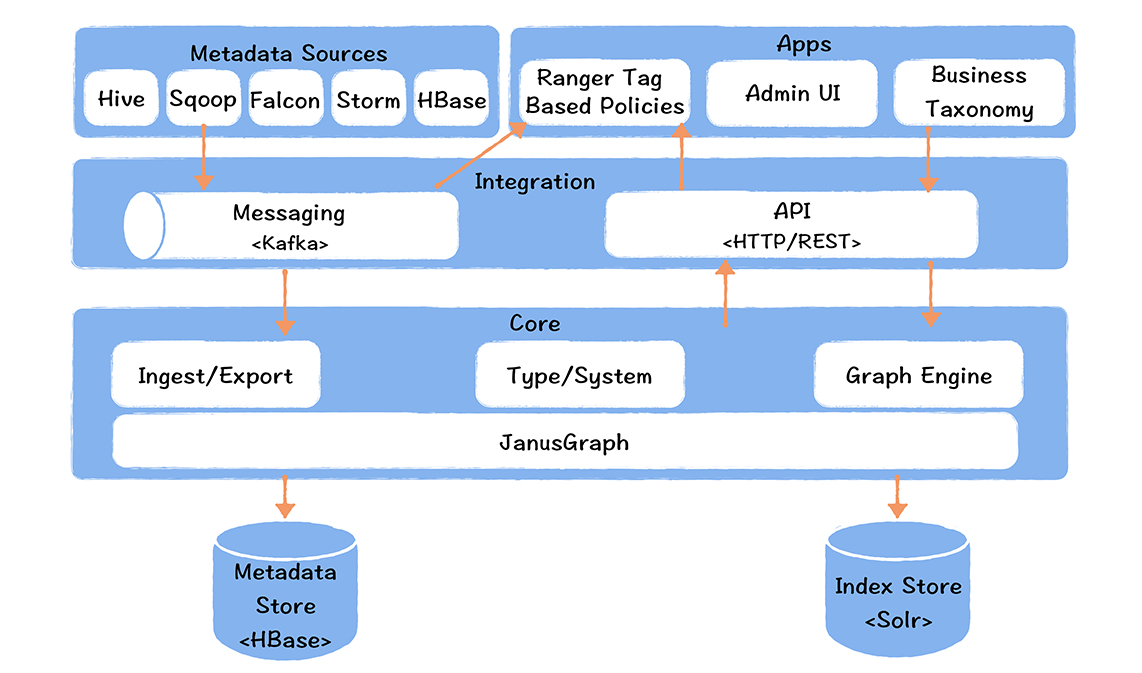 Metadata Sources
Hive
Sqoop
Falcon
Storm
HBase
Apps
Ranger Tag
Based Policies
Admin UI
Business
Taxonomy
Integration
Messaging
<Kafka>
API
<HTTP/REST>
Core
Ingest/Export
Type/System
Graph Engine
JanusGraph
Metadata
Store
<HBase>
Index Store
<Solr>